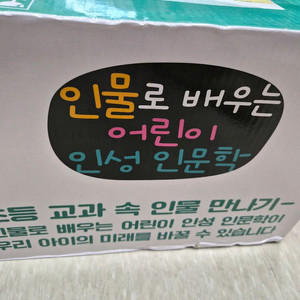 인물로 배우는
어린이
인성 인문학
초등 교과 속 인물 만나기-
인물로 배우는 어린이 인성 인문학이
우리 아이의 미래를 바꿀 수 있습니다